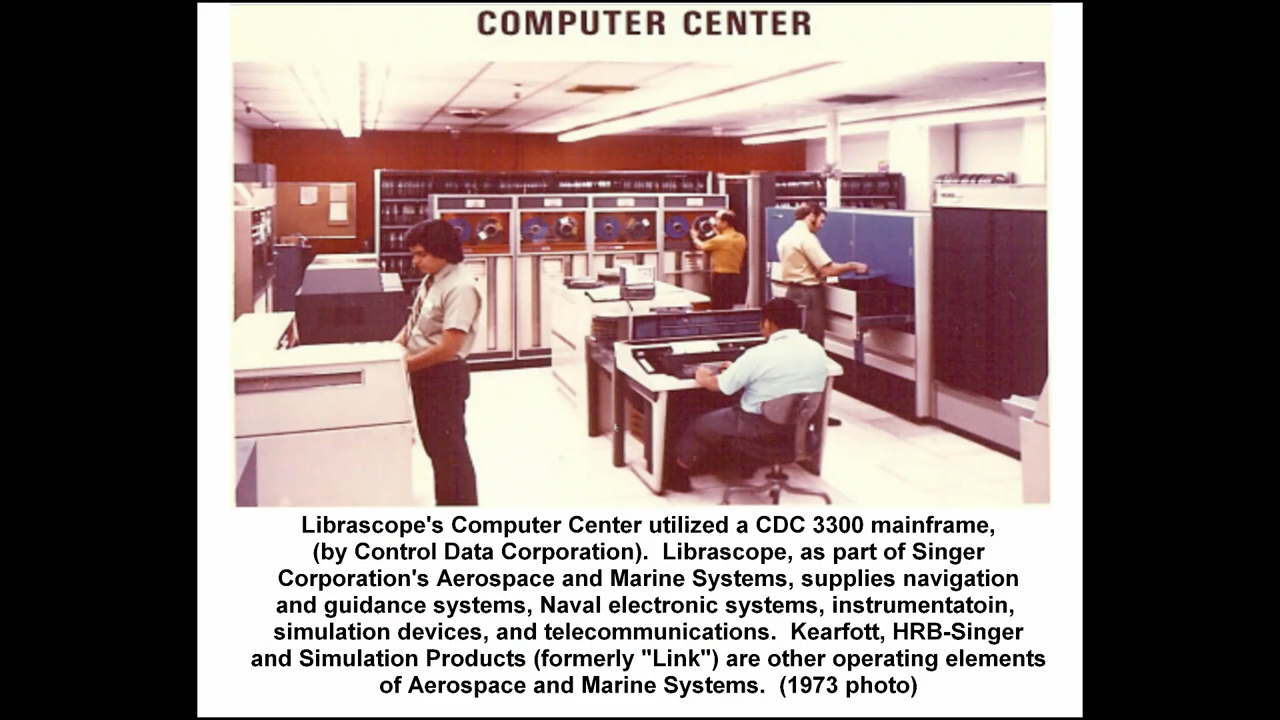 COMPUTER CENTER
Librascope's Computer Center utilized a CDC 3300 mainframe,
(by Control Data Corporation).  Librascope, as part of Singer
Corporation's Aerospace and Marine Systems, supplies navigation
and guidance systems, Naval electronic systems, instrumentatoin,
simulation devices, and telecommunications.  Kearfott, HRB-Singer
and Simulation Products (formerly "Link") are other operating elements
of Aerospace and Marine Systems.  (1973 photo)